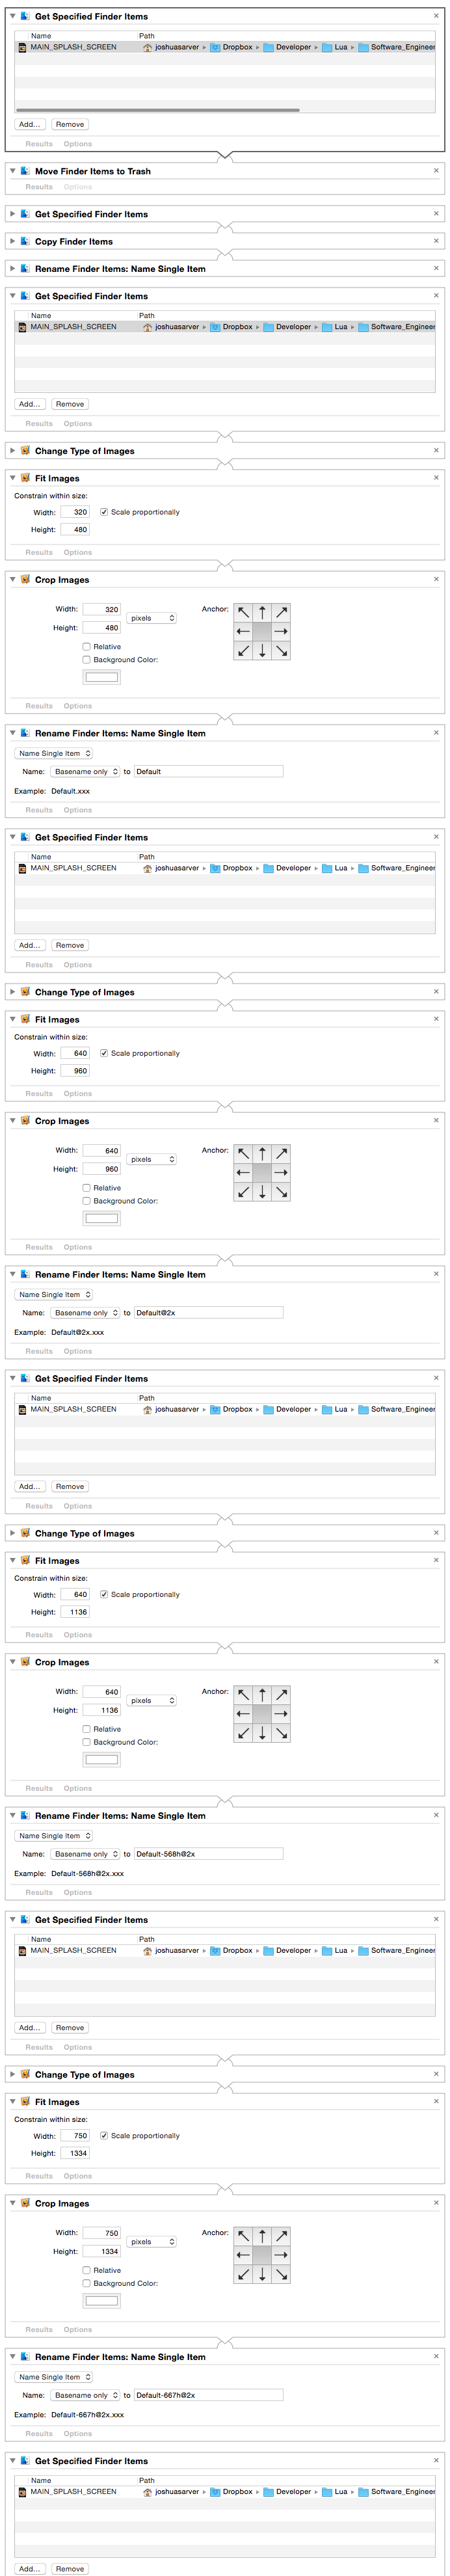 Get Specified Finder Items
Name Path
MAIN_SPLASH_SCREEN joshuasarver Dropbox Developer Lua Software_Engineer
Add... Remove
Results Options
Move Finder Items to Trash
Results Options
Get Specified Finder Items
Copy Finder Items
Rename Finder Items: Name Single Item
Get Specified Finder Items
Name Path
MAIN_SPLASH_SCREEN joshuasarver Dropbox Developer Lua Software_Engineer
Add... Remove
Results Options
Change Type of Images
Fit Images
Constrain within size:
Width: 320 Scale proportionally
Height: 480
Results Options
Crop Images
Width: 320 pixels Anchor:
Height: 480
Relative
Background Color:
Results Options
Rename Finder Items: Name Single Item
Name Single Item
Name: Basename only to Default
Example: Default.xxx
Results Options
Get Specified Finder Items
Name Path
MAIN_SPLASH_SCREEN joshuasarver Dropbox Developer Lua Software_Engineer
Add... Remove
Results Options
Change Type of Images
Fit Images
Constrain within size:
Width: 640 Scale proportionally
Height: 960
Results Options
Crop Images
Width: 640 pixels Anchor:
Height: 960
Relative
Background Color:
Results Options
Rename Finder Items: Name Single Item
Name Single Item
Name: Basename only to Default@2x
Example: Default@2x.xxx
Results Options
Get Specified Finder Items
Name Path
MAIN_SPLASH_SCREEN joshuasarver Dropbox Developer Lua Software_Engineer
Add... Remove
Results Options
Change Type of Images
Fit Images
Constrain within size:
Width: 640 Scale proportionally
Height: 1136
Results Options
Crop Images
Width: 640 pixels Anchor:
Height: 1136
Relative
Background Color:
Results Options
Rename Finder Items: Name Single Item
Name Single Item
Name: Basename only to Default-568h@2x
Example: Default-568h@2x.xxx
Results Options
Get Specified Finder Items
Name Path
MAIN_SPLASH_SCREEN joshuasarver Dropbox Developer Lua Software_Engineer
Add... Remove
Results Options
Change Type of Images
Fit Images
Constrain within size:
Width: 750 Scale proportionally
Height: 1334
Results Options
Crop Images
Width: 750 pixels Anchor:
Height: 1334
Relative
Background Color:
Results Options
Rename Finder Items: Name Single Item
Name Single Item
Name: Basename only to Default-667h@2x
Example: Default-667h@2x.xxx
Results Options
Get Specified Finder Items
Name Path
MAIN_SPLASH_SCREEN joshuasarver Dropbox Developer Lua Software_Engineer
Add... Remove